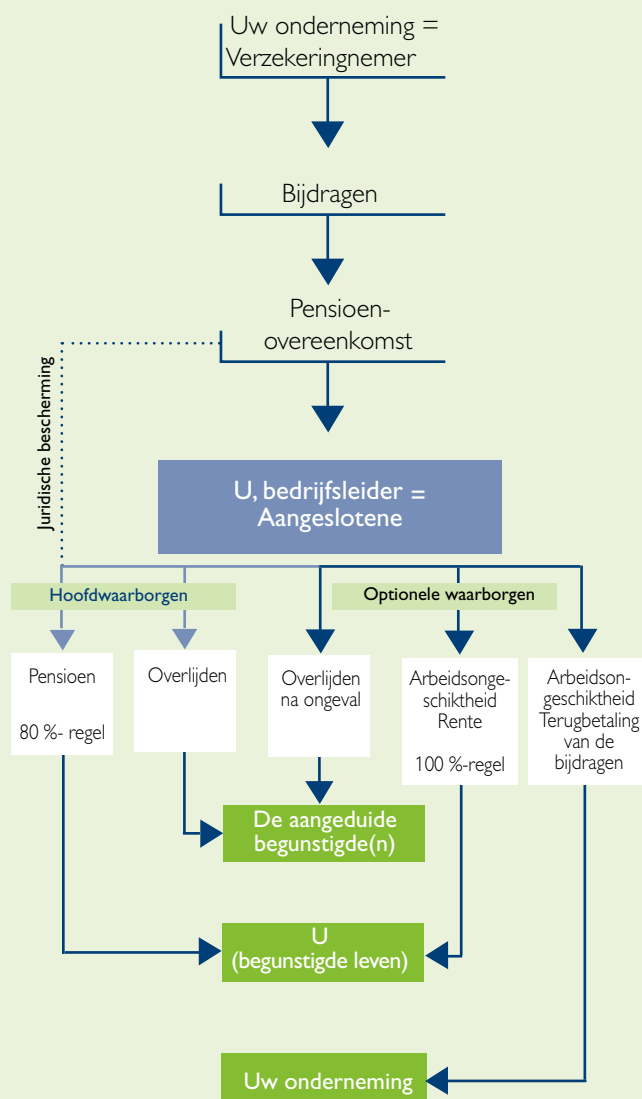 Uw onderneming =
Verzekeringnemer
Bijdragen
Pensioen-
overeenkomst
Juridische bescherming
U, bedrijfsleider =
Aangeslotene
Hoofdwaarborgen
Optionele waarborgen
Pensioen
80 %- regel
Overlijden
Overlijden
na ongeval
Arbeidsonge-
schiktheid
Rente
100 %-regel
Arbeidson-
geschiktheid
Terugbetaling
van de
bijdragen
De aangeduide
begunstigde(n)
U
(begunstigde leven)
Uw onderneming